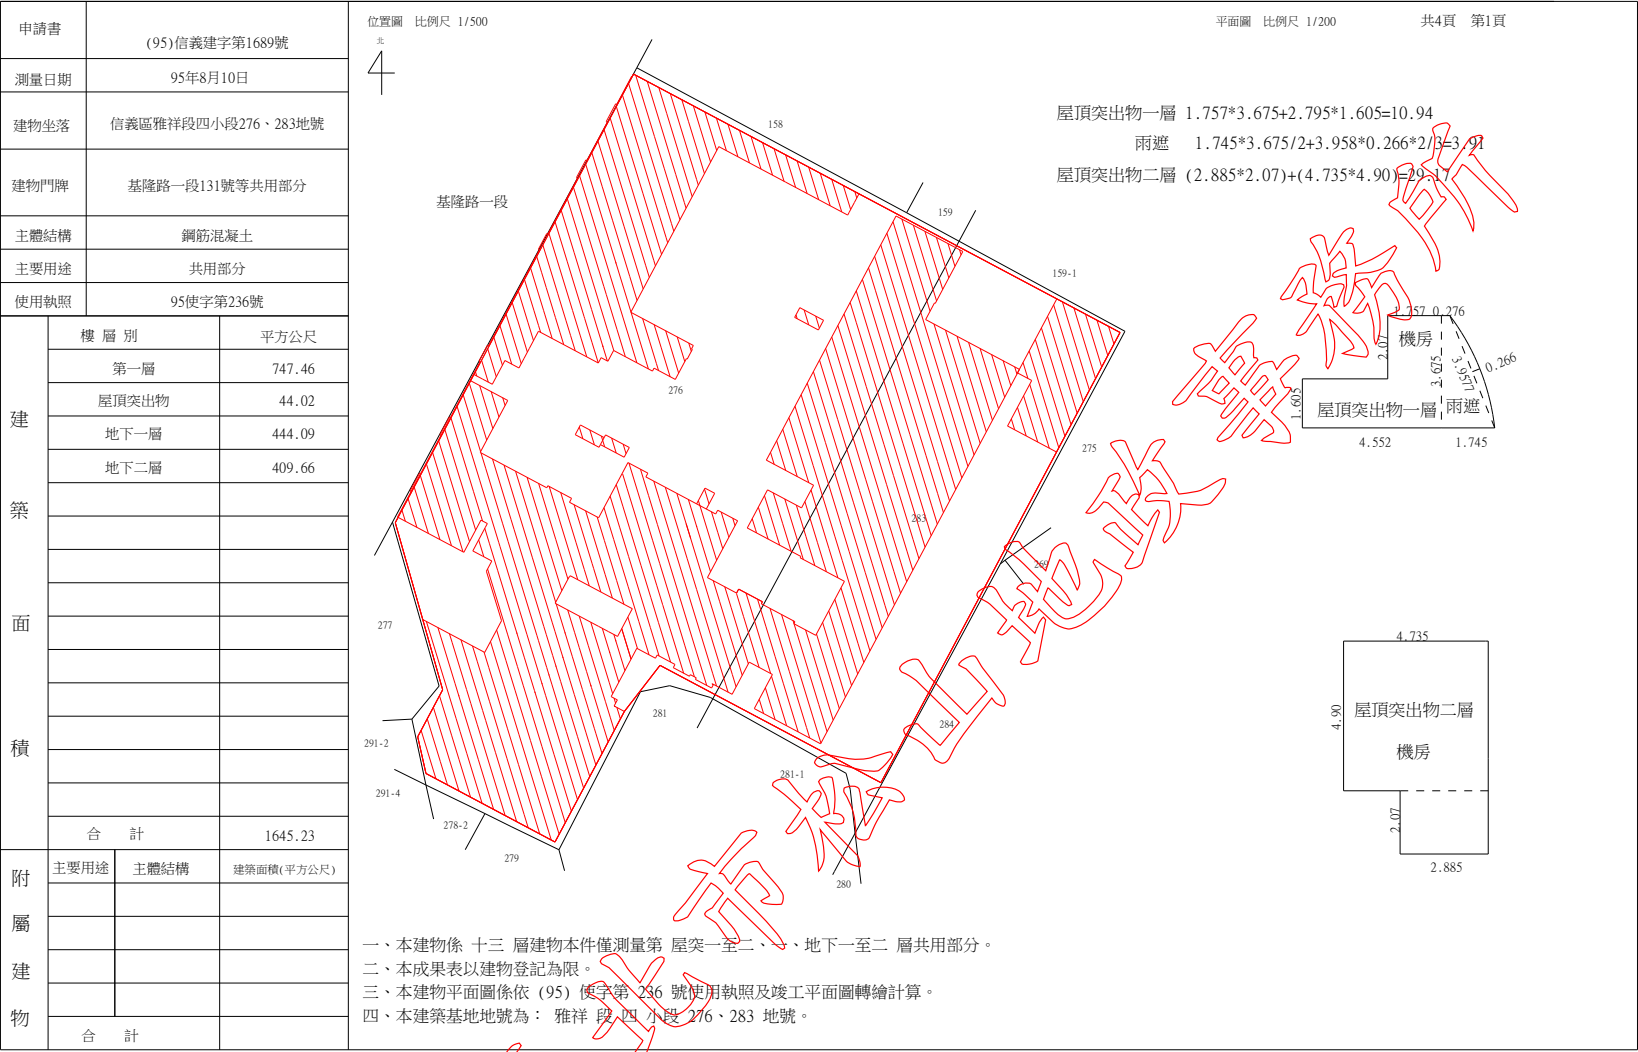 申請書 (95)信義建字第1689號
測量日期 95年8月10日
建物坐落 信義區雅祥段四小段276、283地號
建物門牌 基隆路一段131號等共用部分
主體結構 鋼筋混凝土
主要用途 共用部分
使用執照 95使字第236號
建築面積
樓層別 平方公尺
第一層 747.46
屋頂突出物 44.02
地下一層 444.09
地下二層 409.66
合計 1645.23
附屬建物
主要用途 主體結構 建築面積(平方公尺)
合計
位置圖 比例尺 1/500
北
平面圖 比例尺 1/200
共4頁 第1頁
屋頂突出物一層 1.757*3.675+2.795*1.605=10.94
雨遮 1.745*3.675/2+3.958*0.266*2/3=3.91
屋頂突出物二層 (2.885*2.07)+(4.735*4.90)=29.17
基隆路一段
158
159
159-1
276
275
283
269
277
281
284
291-2
281-1
291-4
278-2
279
280
1.757 0.276
機房
2.07
3.675
3.9577
0.266
1.605
屋頂突出物一層
雨遮
4.552
1.745
4.735
4.90
屋頂突出物二層
機房
2.07
2.885
一、本建物係 十三 層建物本件僅測量第 屋突一至二、一、地下一至二 層共用部分。
二、本成果表以建物登記為限。
三、本建物平面圖係依 (95) 使字第 236 號使用執照及竣工平面圖轉繪計算。
四、本建築基地地號為： 雅祥 段 四 小段 276、283 地號。
北市松山地政事務所